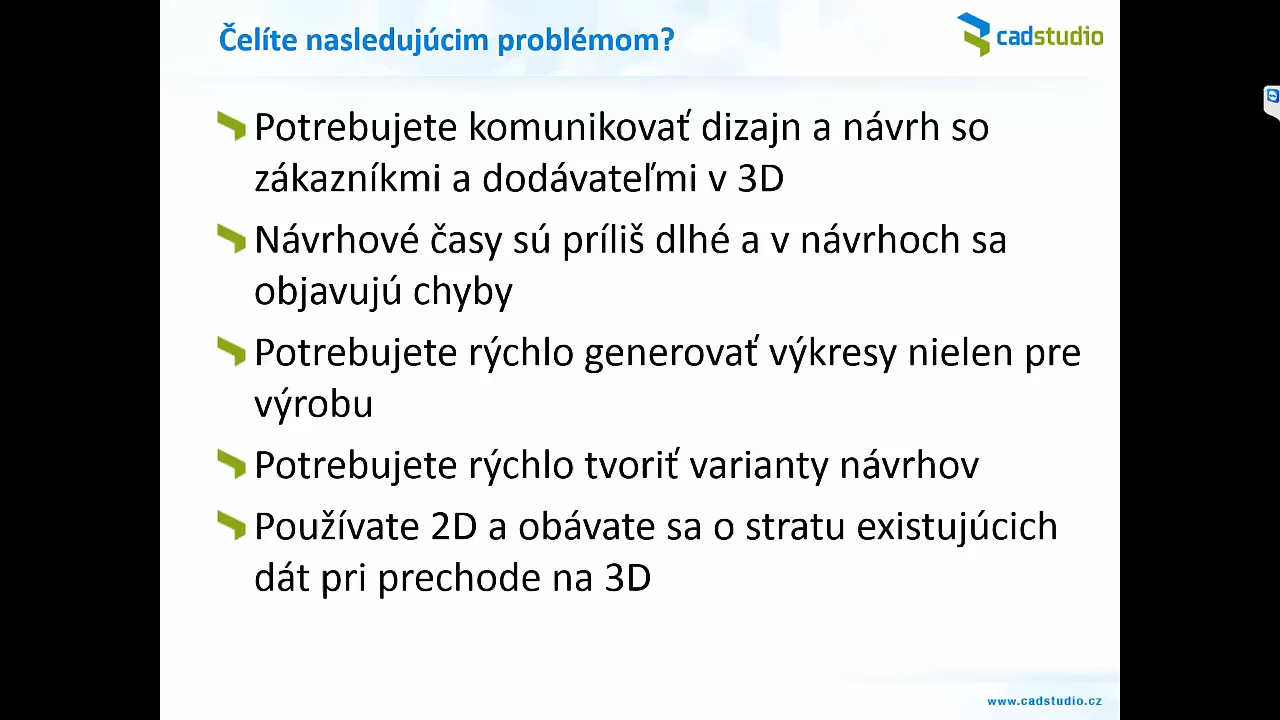 Čelíte nasledujúcim problémom?
cadstudio
Potrebujete komunikovať dizajn a návrh so
zákazníkmi a dodávateľmi v 3D
Návrhové časy sú príliš dlhé a v návrhoch sa
objavujú chyby
Potrebujete rýchlo generovať výkresy nielen pre
výrobu
Potrebujete rýchlo tvoriť varianty návrhov
Používate 2D a obávate sa o stratu existujúcich
dát pri prechode na 3D
www.cadstudio.cz